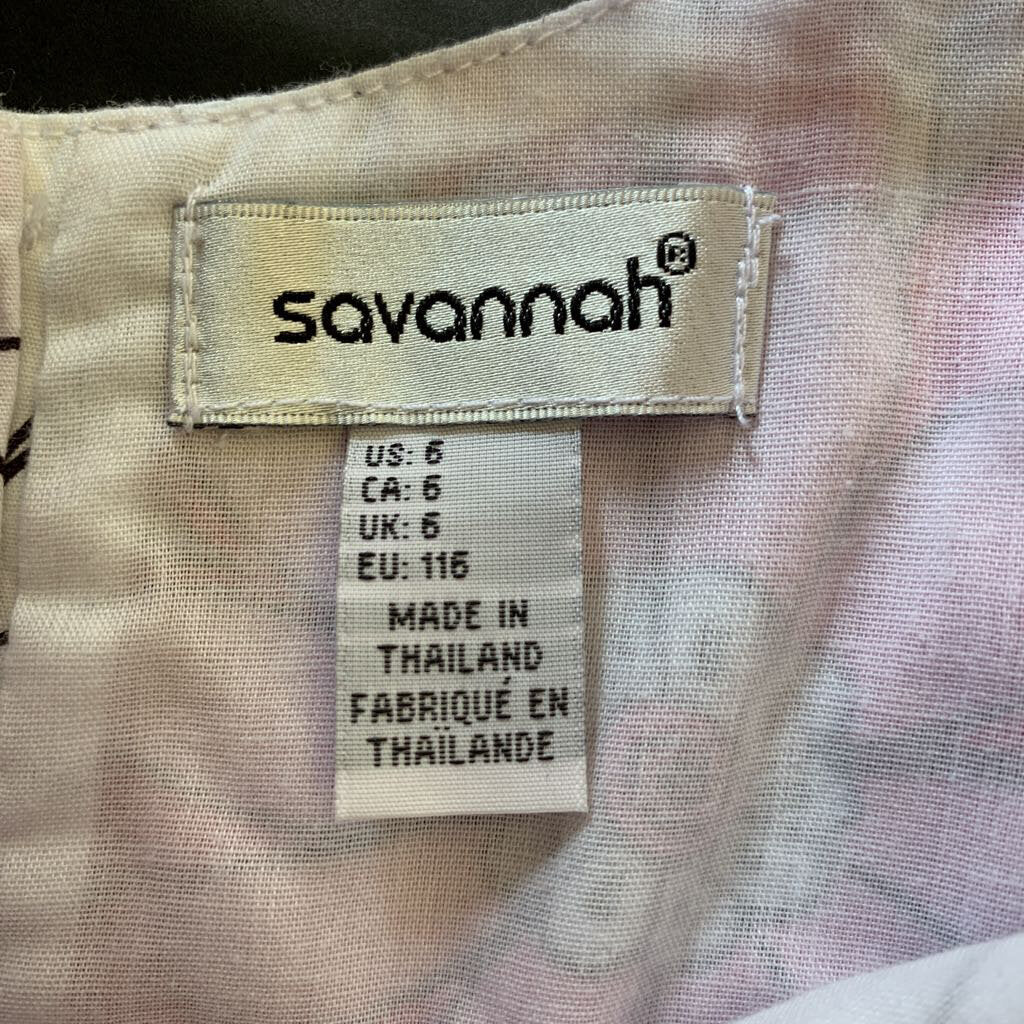 savannah®
US: 6
CA: 6
UK: 6
EU: 116
MADE IN
THAILAND
FABRIQUÉ EN
THAÏLANDE